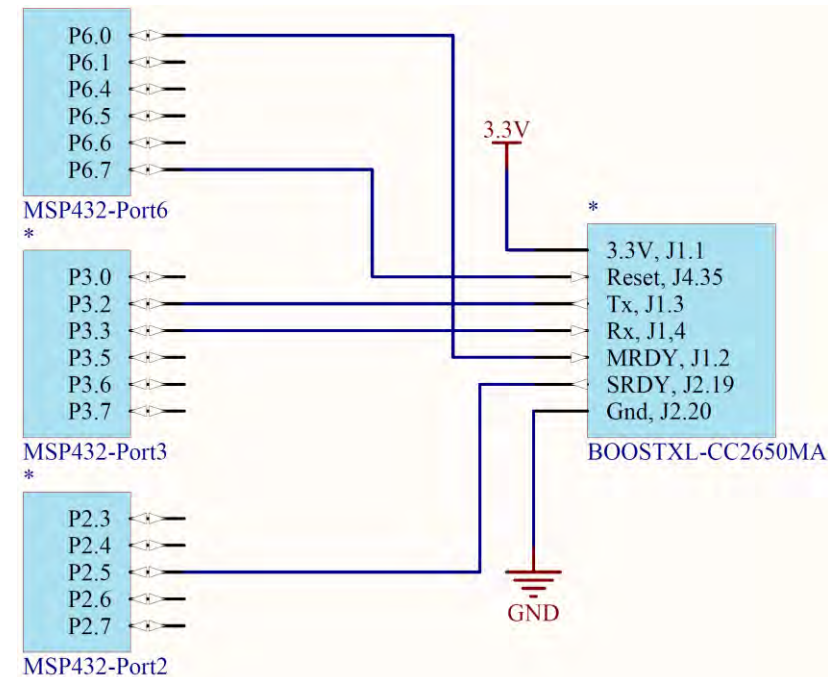 P6.0
P6.1
P6.4
P6.5
P6.6
P6.7
MSP432-Port6
*
P3.0
P3.2
P3.3
P3.5
P3.6
P3.7
MSP432-Port3
*
P2.3
P2.4
P2.5
P2.6
P2.7
MSP432-Port2
3.3V
*
3.3V, J1.1
Reset, J4.35
Tx, J1.3
Rx, J1,4
MRDY, J1.2
SRDY, J2.19
Gnd, J2.20
BOOSTXL-CC2650MA
GND